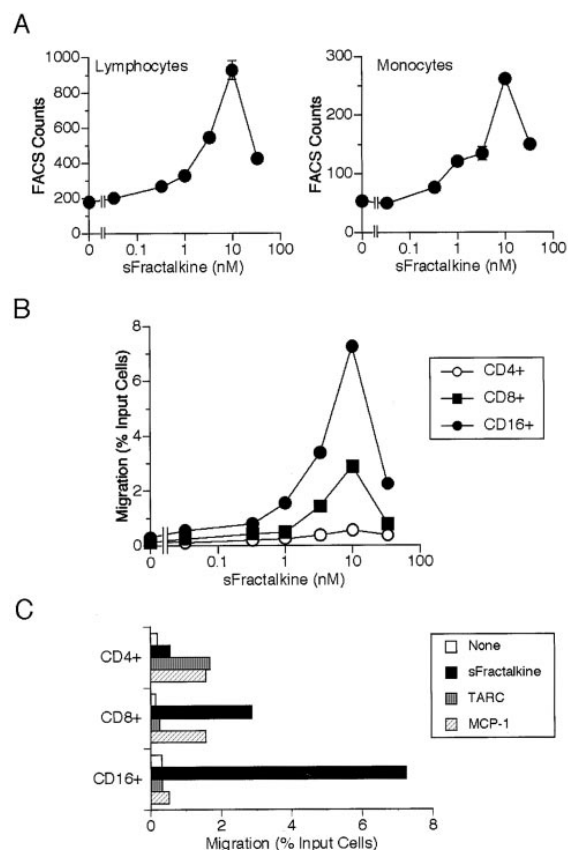 A
Lymphocytes
FACS Counts
1000
800
600
400
200
0
0 0.1 1 10 100
sFractalkine (nM)
Monocytes
FACS Counts
300
200
100
0
0 0.1 1 10 100
sFractalkine (nM)
B
Migration (% Input Cells)
8
6
4
2
0
0 0.1 1 10 100
sFractalkine (nM)
CD4+
CD8+
CD16+
C
CD4+
CD8+
CD16+
0 2 4 6 8
Migration (% Input Cells)
None
sFractalkine
TARC
MCP-1